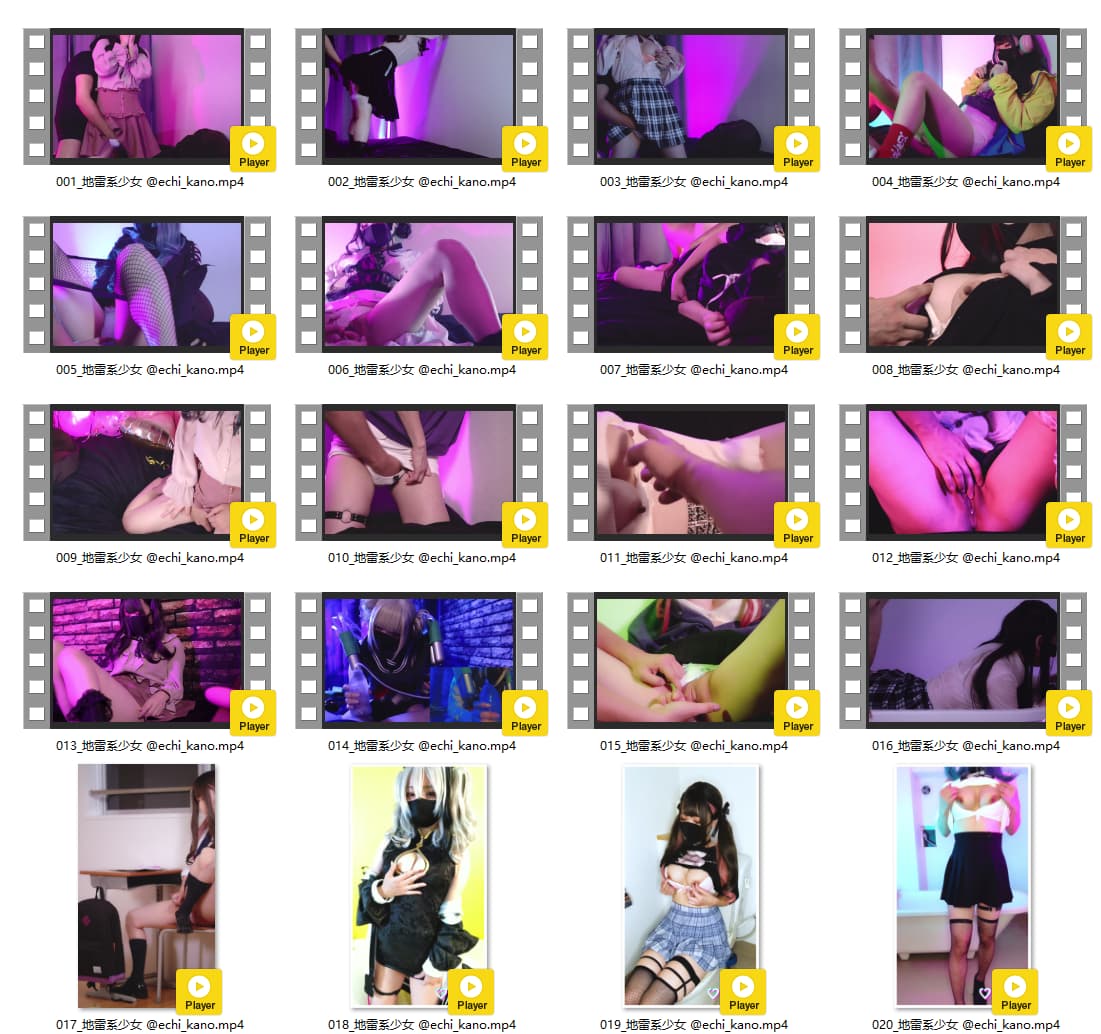 Player
Player
Player
Player
001_地雷系少女 @echi_kano.mp4
002_地雷系少女 @echi_kano.mp4
003_地雷系少女 @echi_kano.mp4
004_地雷系少女 @echi_kano.mp4
Player
Player
Player
Player
005_地雷系少女 @echi_kano.mp4
006_地雷系少女 @echi_kano.mp4
007_地雷系少女 @echi_kano.mp4
008_地雷系少女 @echi_kano.mp4
Player
Player
Player
Player
009_地雷系少女 @echi_kano.mp4
010_地雷系少女 @echi_kano.mp4
011_地雷系少女 @echi_kano.mp4
012_地雷系少女 @echi_kano.mp4
Player
Player
Player
Player
013_地雷系少女 @echi_kano.mp4
014_地雷系少女 @echi_kano.mp4
015_地雷系少女 @echi_kano.mp4
016_地雷系少女 @echi_kano.mp4
Player
Player
Player
Player
017_地雷系少女 @echi_kano.mp4
018_地雷系少女 @echi_kano.mp4
019_地雷系少女 @echi_kano.mp4
020_地雷系少女 @echi_kano.mp4